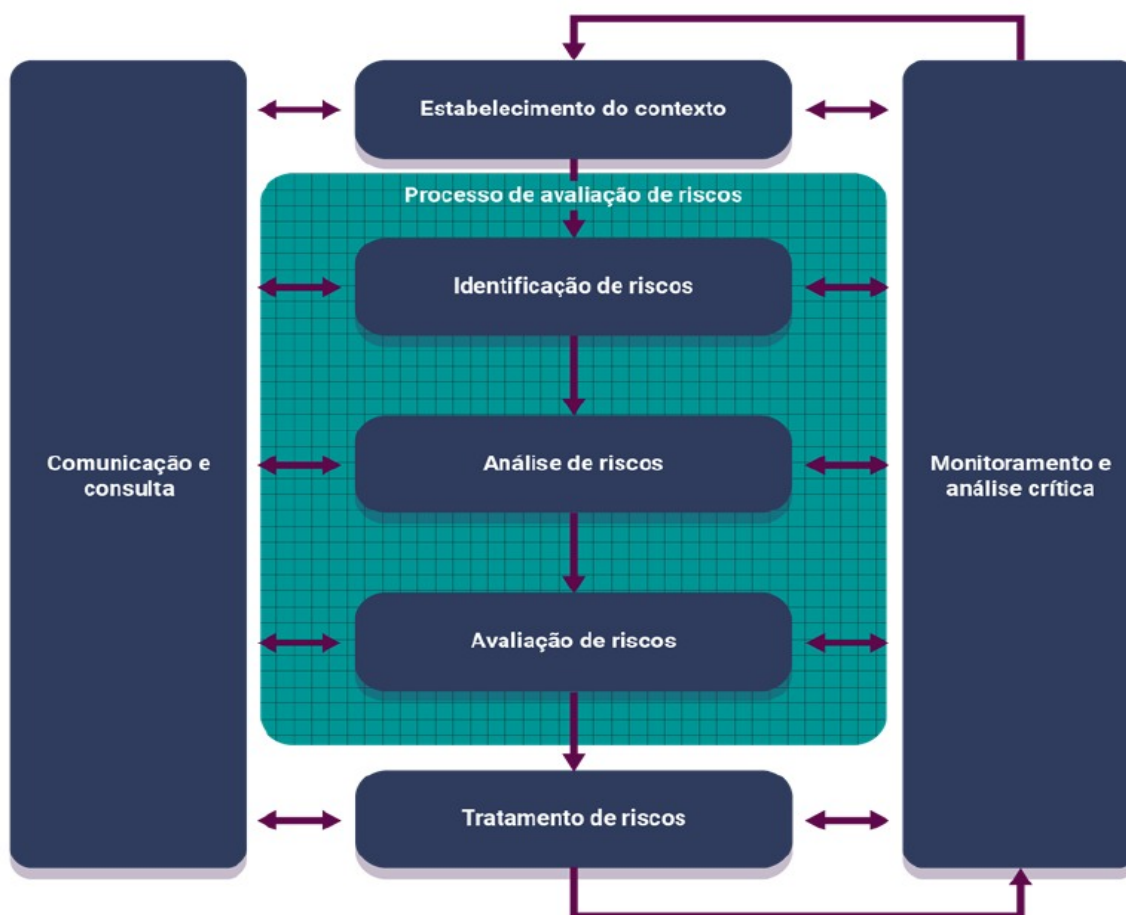 Estabelecimento do contexto
Processo de avaliação de riscos
Identificação de riscos
Comunicação e
consulta
Análise de riscos
Monitoramento e
análise crítica
Avaliação de riscos
Tratamento de riscos